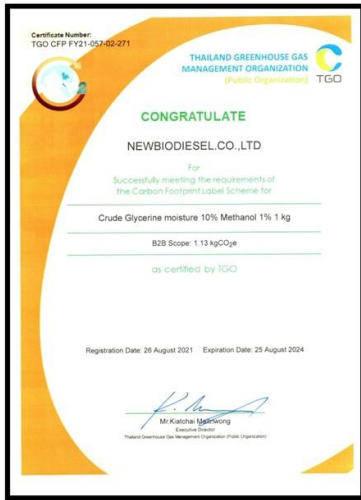 Certificate Number:
TGO CFP FY21-057-02-271
THAILAND GREENHOUSE GAS
MANAGEMENT ORGANIZATION
(Public Organization)
TGO
CONGRATULATE
NEWBIODIESEL.CO.,LTD
For
Successfully meeting the requirements of
the Carbon Footprint Label Scheme for
Crude Glycerine moisture 10% Methanol 1% 1 kg
B2B Scope: 1.13 kgCO2e
as certified by TGO
Registration Date: 26 August 2021 Expiration Date: 25 August 2024
Mr.Kiatchai
Executive Director
Thailand Greenhouse Gas Management Organization (Public Organization)